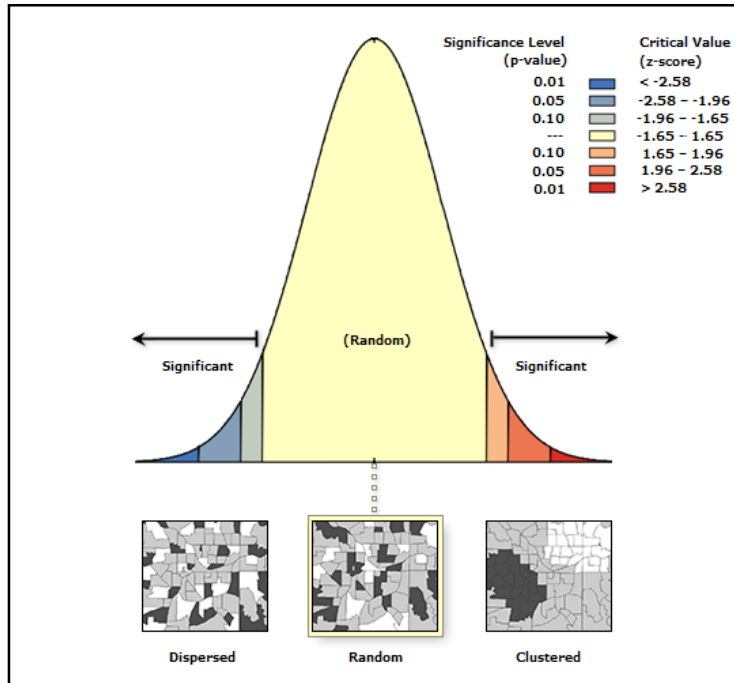 Significance Level Critical Value
(p-value) (z-score)
0.01 < -2.58
0.05 -2.58 – -1.96
0.10 -1.96 – -1.65
--- -1.65 – 1.65
0.10 1.65 – 1.96
0.05 1.96 – 2.58
0.01 > 2.58
(Random)
Significant Significant
Dispersed Random Clustered